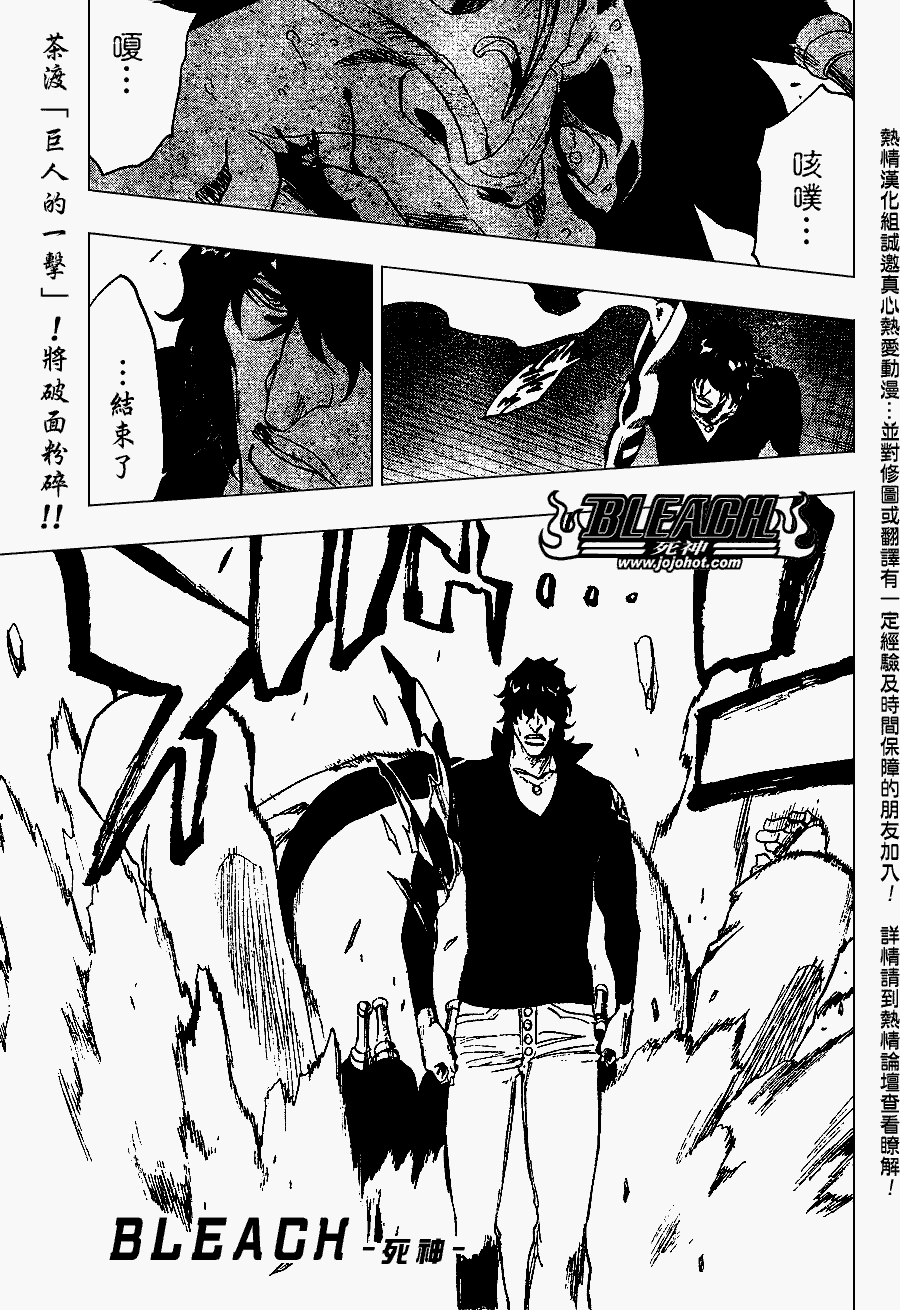 熱情漢化組誠邀真心熱愛動漫…並對修圖或翻譯有一定經驗及時間保障的朋友加入！ 詳情請到熱情論壇查看瞭解！
咳噗…
嗄…
…結束了
茶渡「巨人的一擊」！將破面粉碎!!
BLEACH
死神
www.jojohot.com
BLEACH -死神-